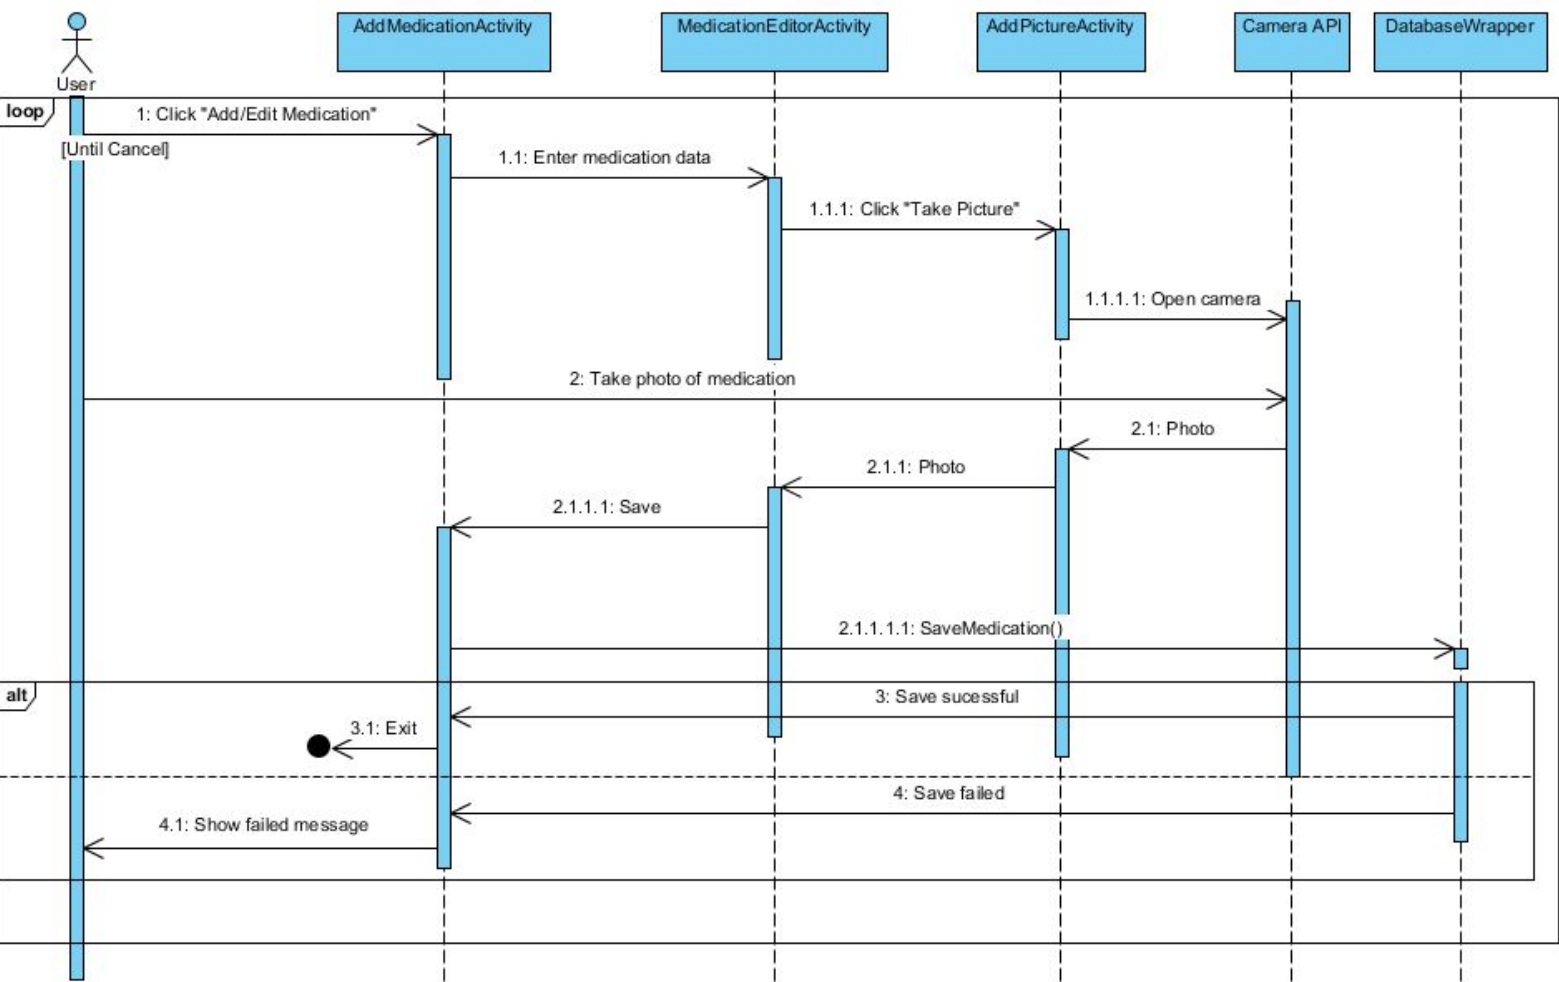 AddMedicationActivity
MedicationEditorActivity
AddPictureActivity
Camera API
DatabaseWrapper
User
loop
1: Click "Add/Edit Medication"
[Until Cancel]
1.1: Enter medication data
1.1.1: Click "Take Picture"
1.1.1.1: Open camera
2: Take photo of medication
2.1: Photo
2.1.1: Photo
2.1.1.1: Save
2.1.1.1.1: SaveMedication()
alt
3: Save sucessful
3.1: Exit
4: Save failed
4.1: Show failed message